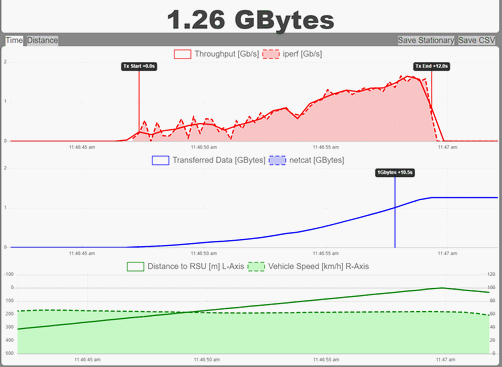 1.26 GBytes
Time Distance Save Stationary Save CSV
Throughput [Gb/s] iperf [Gb/s]
Tx Start +0.0s Tx End +12.0s
2
1
0
11:46:45 am 11:46:50 am 11:46:55 am 11:47 am
Transferred Data [GBytes] netcat [GBytes]
1Gbytes +10.5s
2
1
0
11:46:45 am 11:46:50 am 11:46:55 am 11:47 am
Distance to RSU [m] L-Axis Vehicle Speed [km/h] R-Axis
-100 120
0 100
100 80
200 60
300 40
400 20
500 0
11:46:45 am 11:46:50 am 11:46:55 am 11:47 am